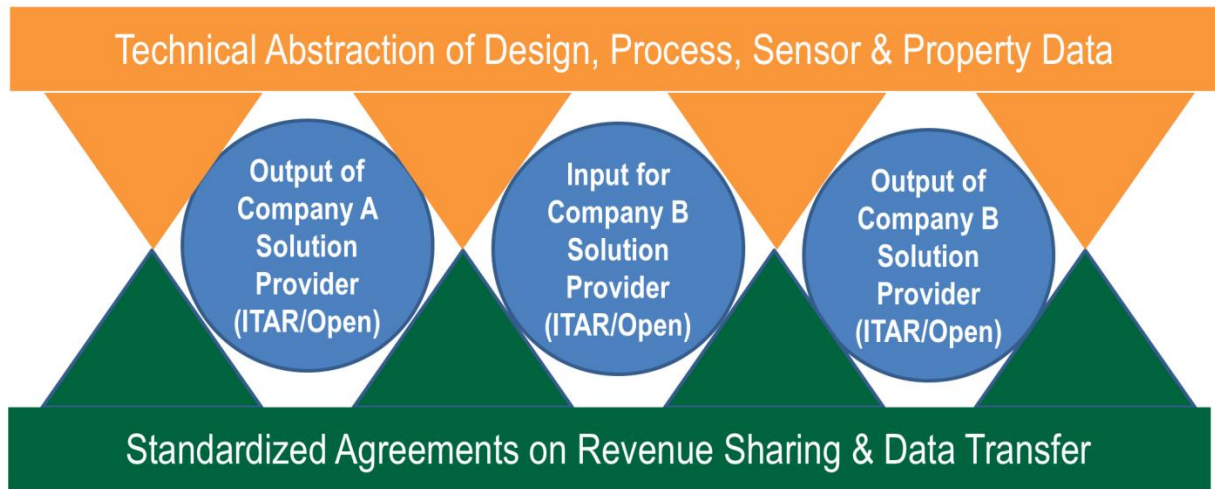 Technical Abstraction of Design, Process, Sensor & Property Data
Output of
Company A
Solution
Provider
(ITAR/Open)
Input for
Company B
Solution
Provider
(ITAR/Open)
Output of
Company B
Solution
Provider
(ITAR/Open)
Standardized Agreements on Revenue Sharing & Data Transfer